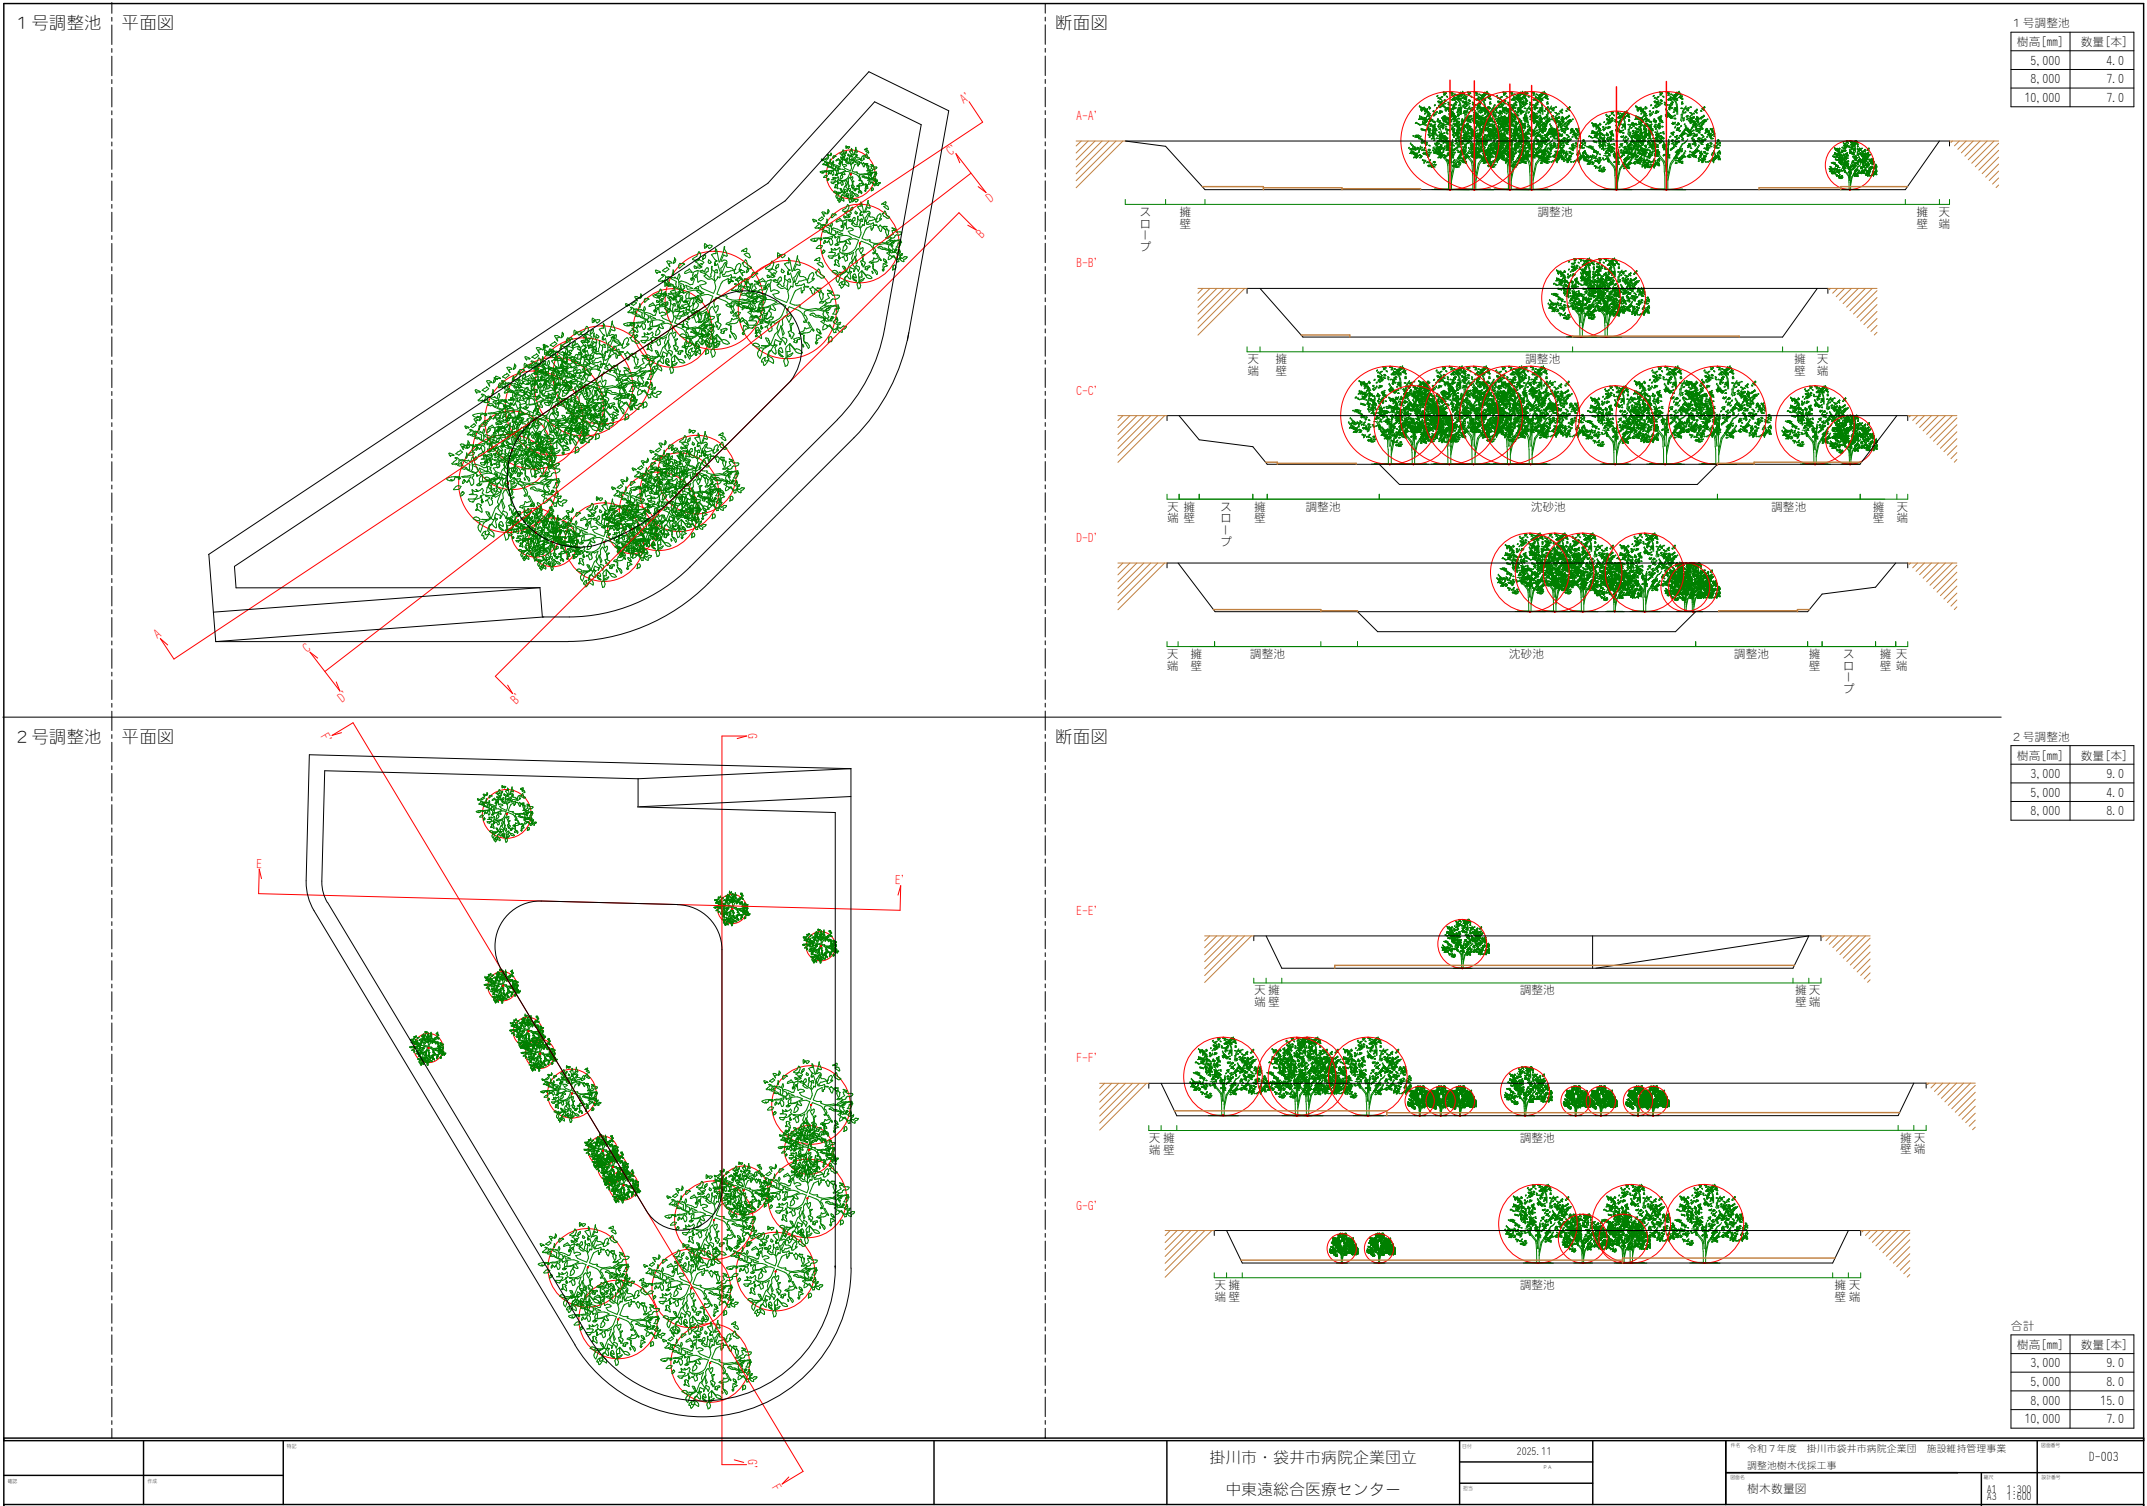 1号調整池
平面図
断面図
1号調整池
樹高[mm] 数量[本]
5,000 4.0
8,000 7.0
10,000 7.0
A
A'
B
B'
C
C'
D
D'
A-A'
スロープ 擁壁 調整池 擁壁 天端
B-B'
天端 擁壁 調整池 擁壁 天端
C-C'
天端 擁壁 スロープ 擁壁 調整池 沈砂池 調整池 擁壁 天端
D-D'
天端 擁壁 調整池 沈砂池 調整池 擁壁 スロープ 擁壁 天端
2号調整池
平面図
断面図
2号調整池
樹高[mm] 数量[本]
3,000 9.0
5,000 4.0
8,000 8.0
F'
G
E
E'
G'
F
E-E'
天端 擁壁 調整池 擁壁 天端
F-F'
天端 擁壁 調整池 擁壁 天端
G-G'
天端 擁壁 調整池 擁壁 天端
合計
樹高[mm] 数量[本]
3,000 9.0
5,000 8.0
8,000 15.0
10,000 7.0
掛川市・袋井市病院企業団立
中東遠総合医療センター
2025.11
令和7年度 掛川市袋井市病院企業団 施設維持管理事業
調整池樹木伐採工事
樹木数量図
A1 1:300
A3 1:600
D-003